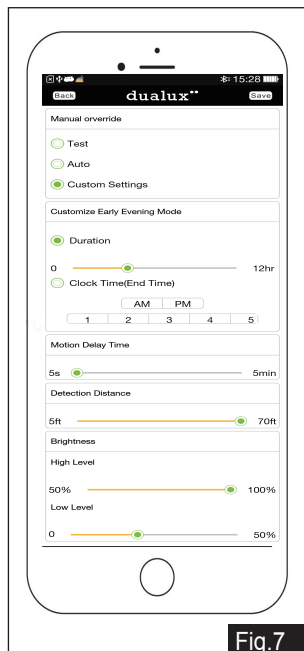 15:28
Back dualux Save
Manual orverride
Test
Auto
Custom Settings
Customize Early Evening Mode
Duration
0 12hr
Clock Time(End Time)
AM PM
1 2 3 4 5
Motion Delay Time
5s 5min
Detection Distance
5ft 70ft
Brightness
High Level
50% 100%
Low Level
0 50%
Fig.7